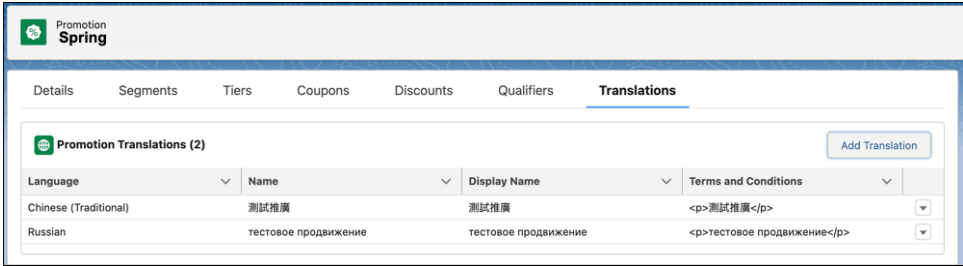 Promotion
Spring
Details Segments Tiers Coupons Discounts Qualifiers Translations
Promotion Translations (2) Add Translation
Language Name Display Name Terms and Conditions
Chinese (Traditional) 測試推廣 測試推廣 <p>測試推廣</p>
Russian тестовое продвижение тестовое продвижение <p>тестовое продвижение</p>